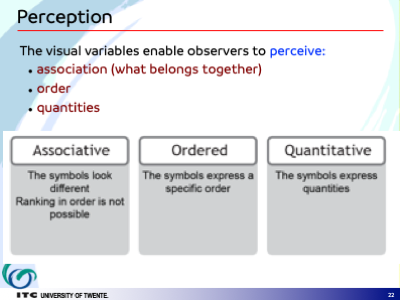 Perception
The visual variables enable observers to perceive:
• association (what belongs together)
• order
• quantities
Associative
The symbols look
different
Ranking in order is not
possible
Ordered
The symbols express a
specific order
Quantitative
The symbols express
quantities
ITC UNIVERSITY OF TWENTE.
22